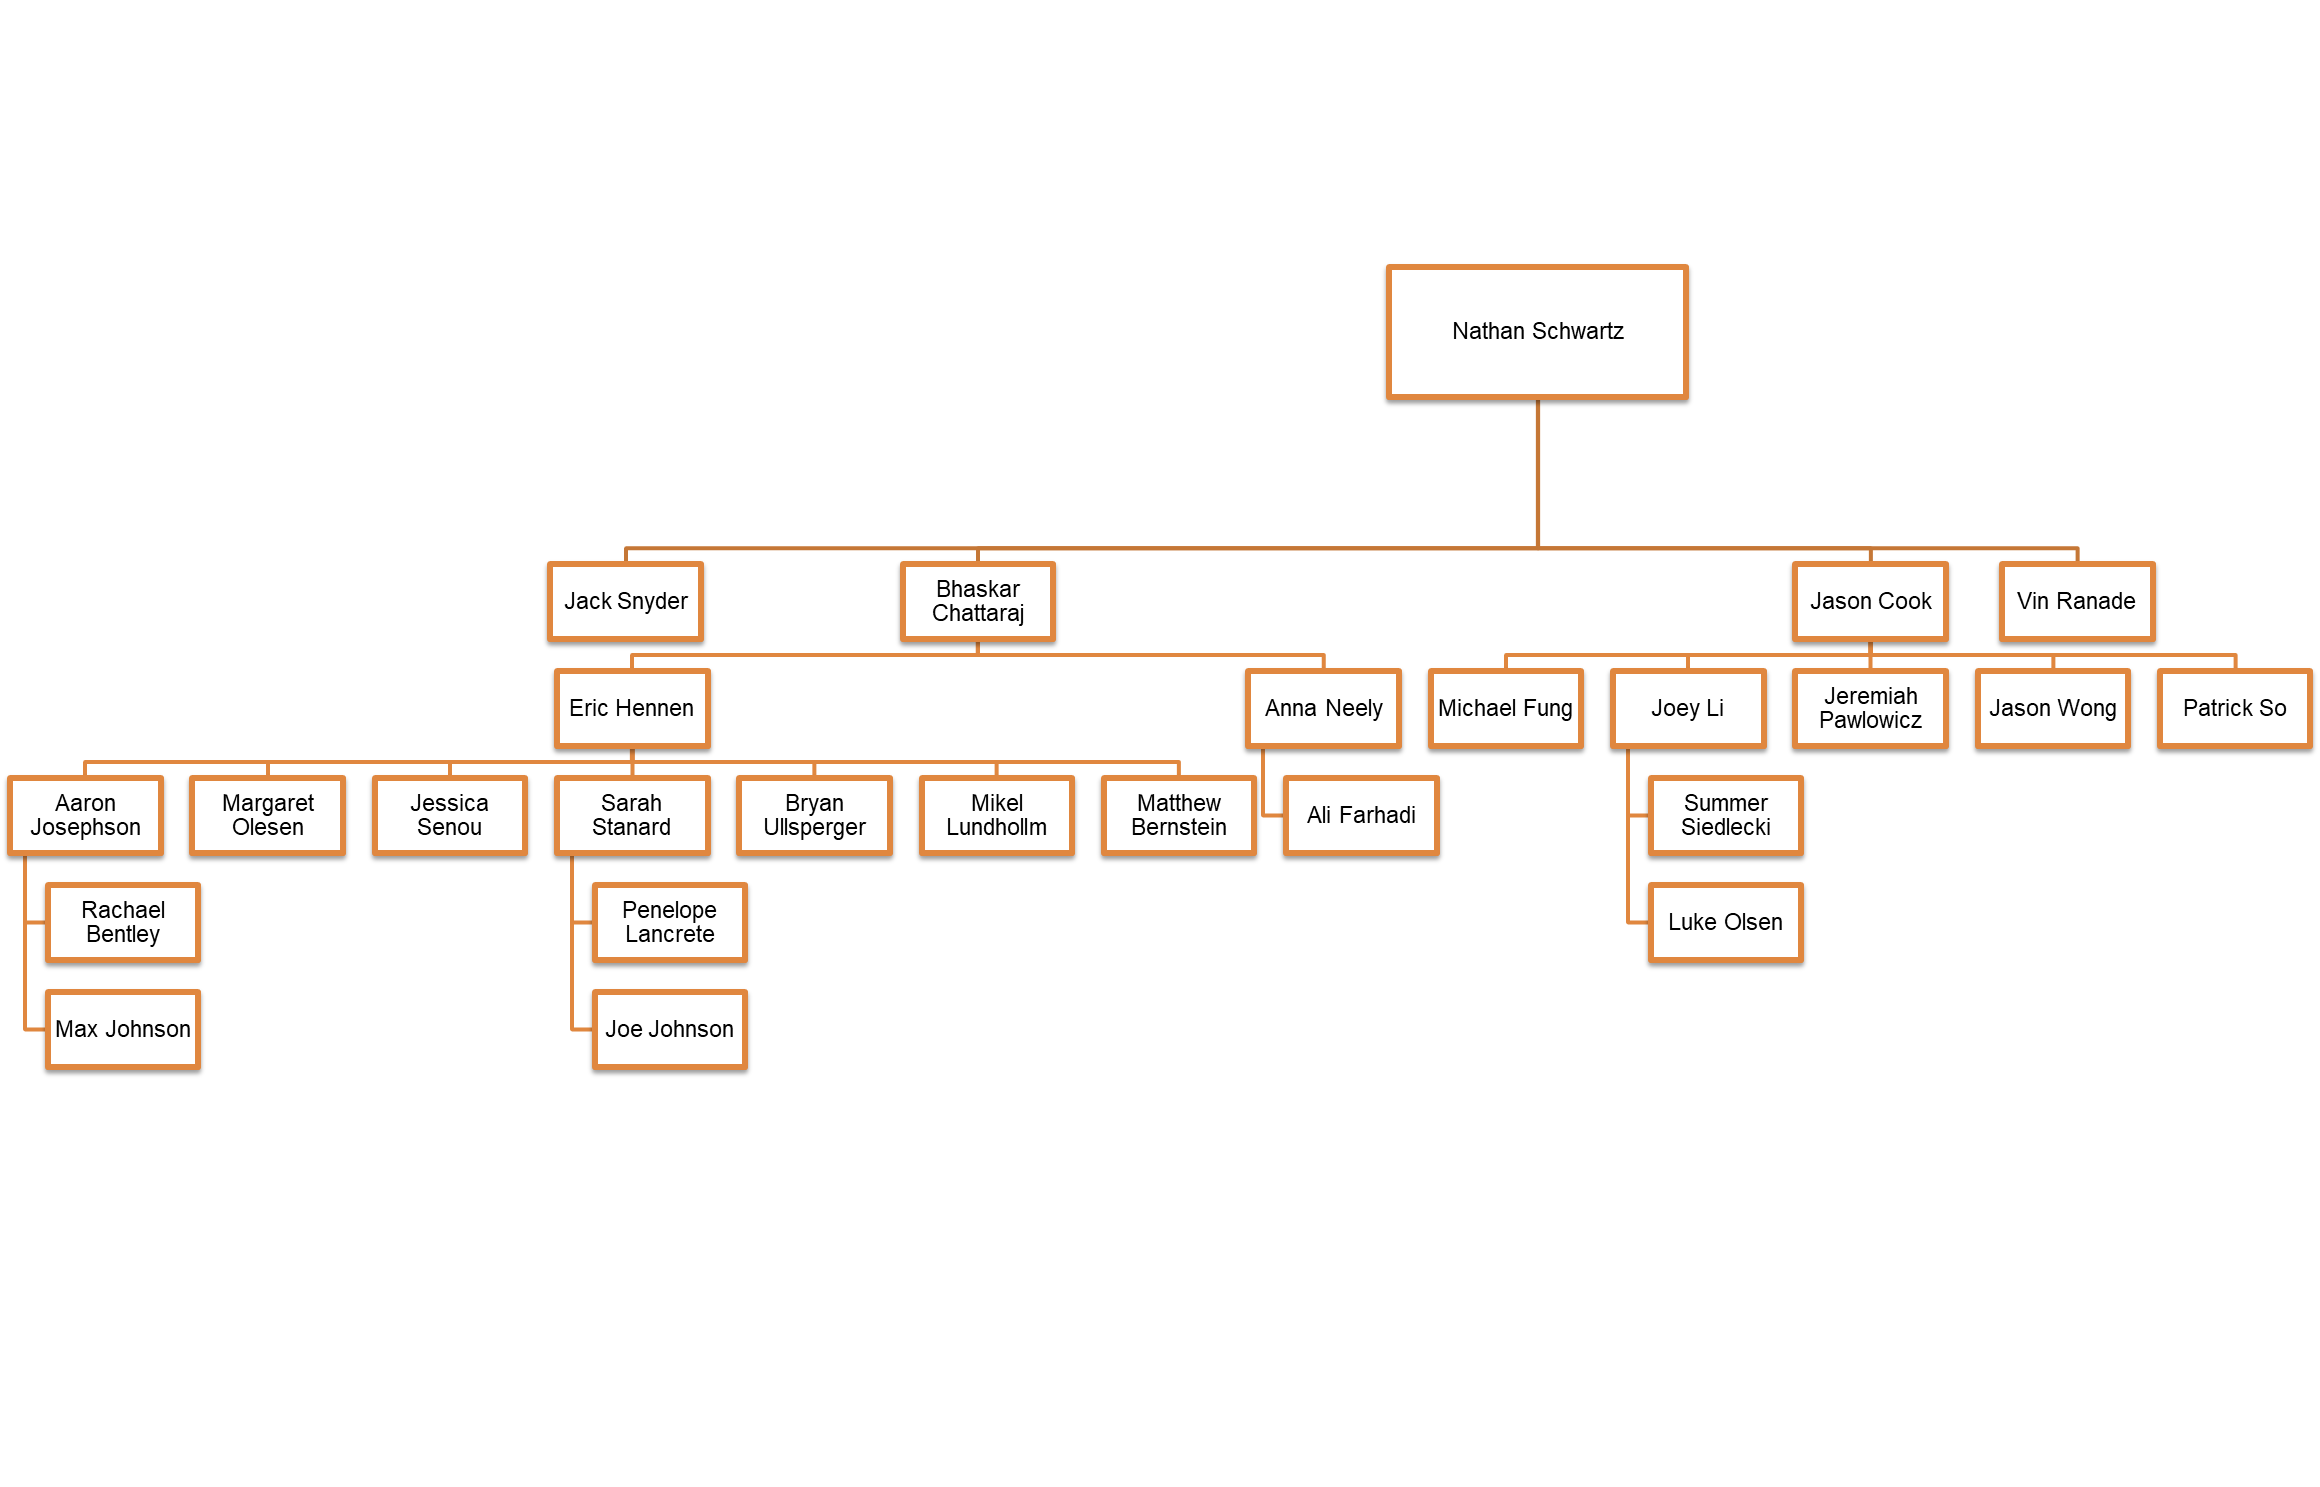 Nathan Schwartz
Jack Snyder
Bhaskar
Chattaraj
Jason Cook
Vin Ranade
Eric Hennen
Anna Neely
Michael Fung
Joey Li
Jeremiah
Pawlowicz
Jason Wong
Patrick So
Aaron
Josephson
Margaret
Olesen
Jessica
Senou
Sarah
Stanard
Bryan
Ullsperger
Mikel
Lundhollm
Matthew
Bernstein
Ali Farhadi
Summer
Siedlecki
Rachael
Bentley
Penelope
Lancrete
Luke Olsen
Max Johnson
Joe Johnson